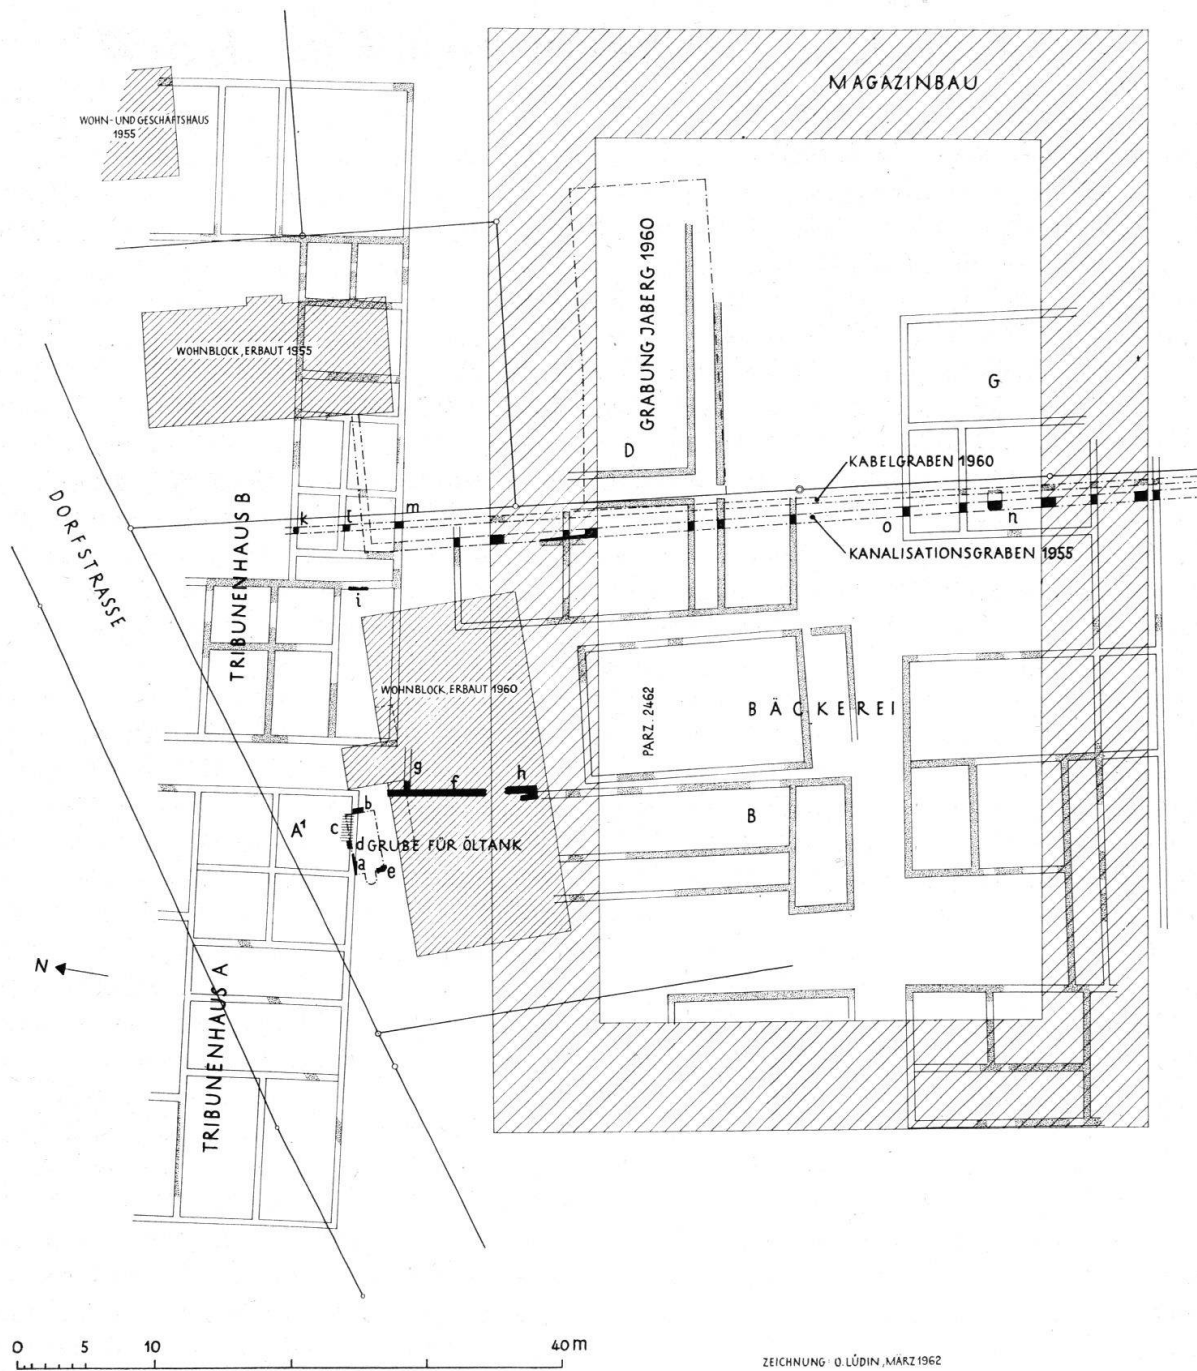 MAGAZINBAU
WOHN- UND GESCHÄFTSHAUS
1955
GRABUNG JABERG 1960
WOHNBLOCK, ERBAUT 1955
G
D
KABELGRABEN 1960
DORFSTRASSE
TRIBUNENHAUS B
k
l
m
o
n
KANALISATIONSGRABEN 1955
i
WOHNBLOCK, ERBAUT 1960
PARZ. 2462
BÄCKEREI
g
f
h
b
A¹
c
d
GRUBE FÜR ÖLTANK
a
e
B
N
TRIBUNENHAUS A
0 5 10 40 m
ZEICHNUNG: O. LÜDIN, MÄRZ 1962